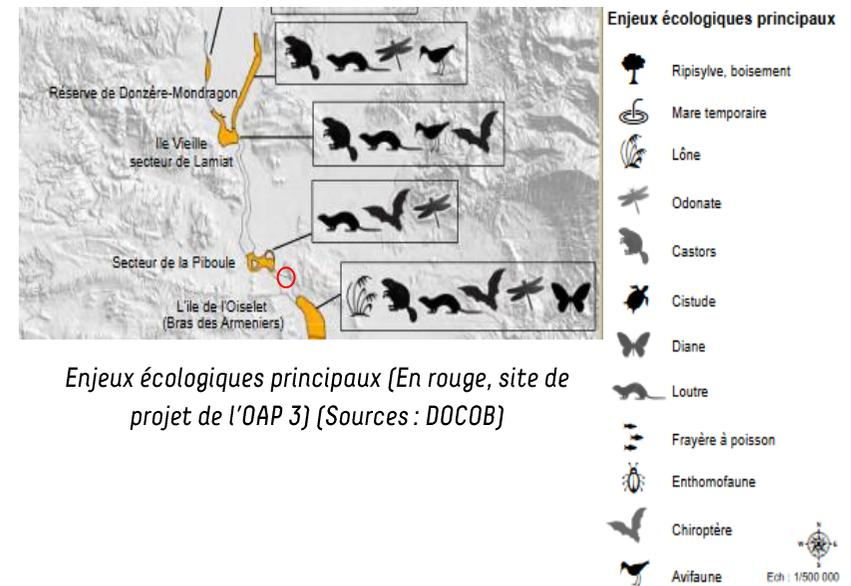 Enjeux écologiques principaux
Réserve de Donzère-Mondragon
Ile Vieille
secteur de Lamiat
Secteur de la Piboule
L'île de l'Oiselet
(Bras des Armeniers)
Enjeux écologiques principaux (En rouge, site de
projet de l'OAP 3) (Sources : DOCOB)
Ripisylve, boisement
Mare temporaire
Lône
Odonate
Castors
Cistude
Diane
Loutre
Frayère à poisson
Enthomofaune
Chiroptère
Avifaune
N
W
E
S
Ech : 1/500 000